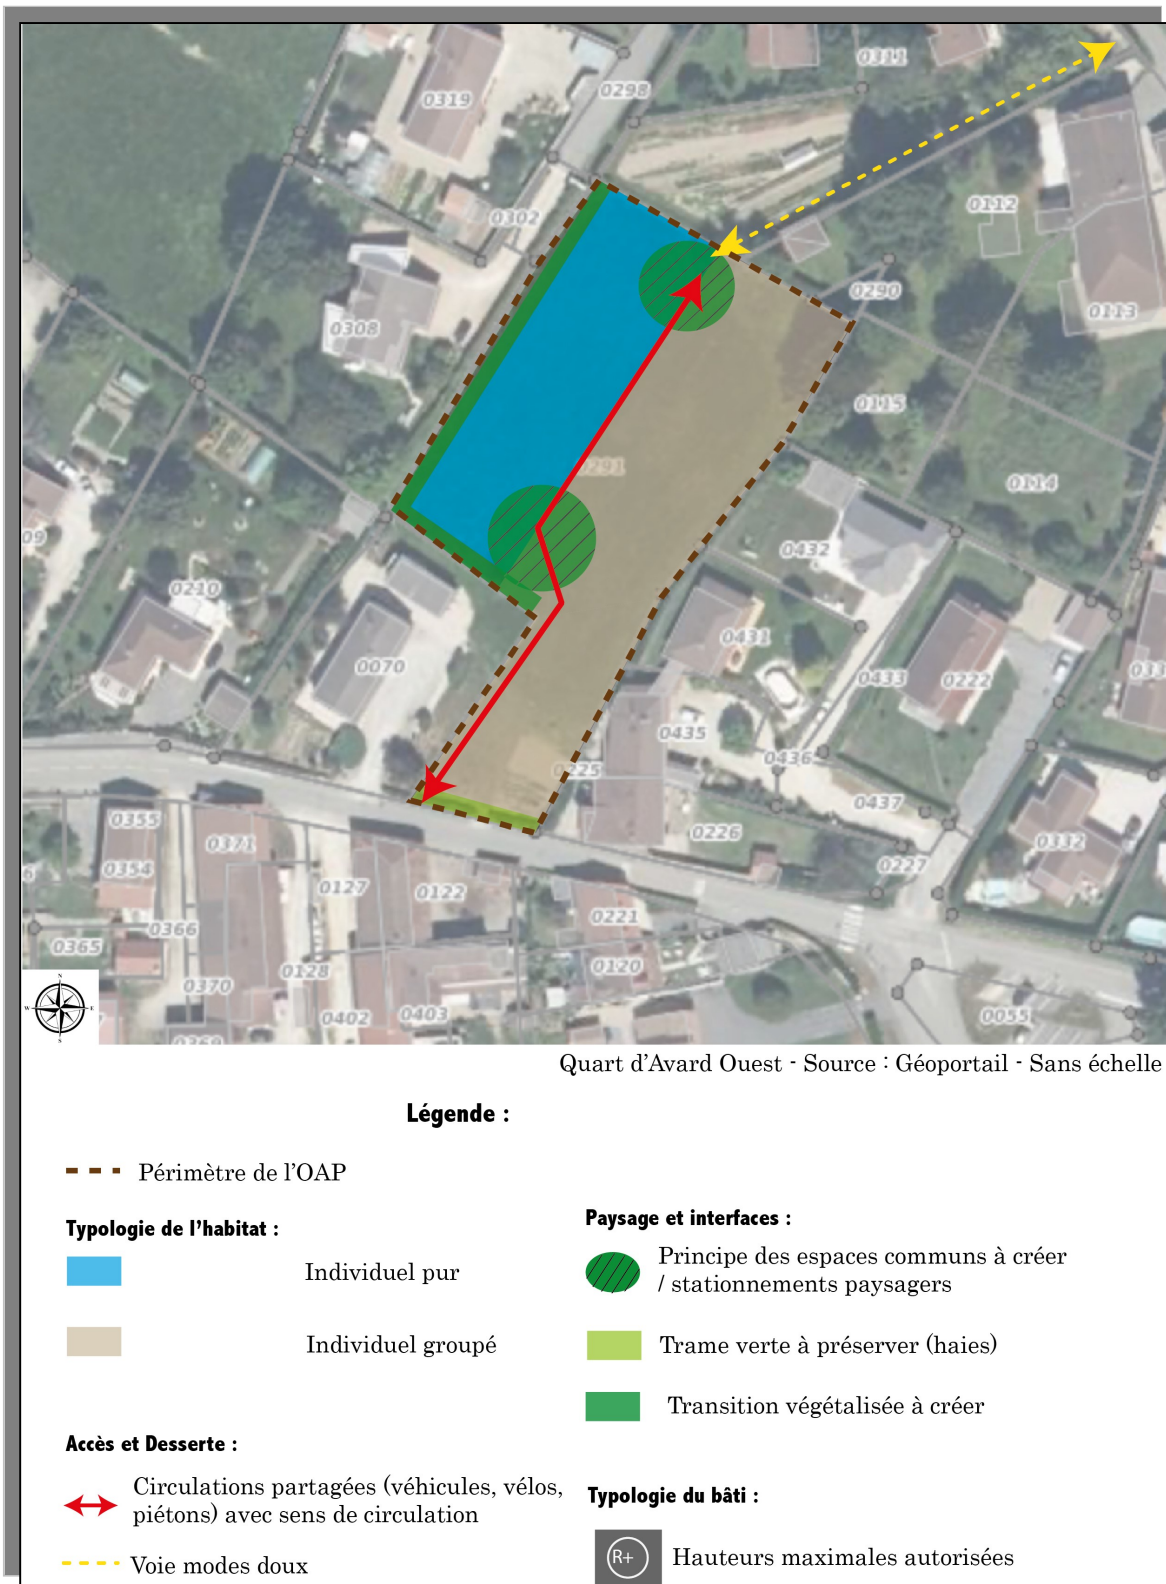 0311
0319
0298
0112
0302
0290
0113
0308
0115
0291
0114
09
0432
0210
0431
0070
0433
0222
033
0435
0436
0225
0437
0355
0226
0332
0371
0354
0227
0127
0122
0221
0366
0365
0120
0128
0370
0402
0403
0055
N
W
E
S
Quart d'Avard Ouest - Source : Géoportail - Sans échelle
Légende :
Périmètre de l'OAP
Typologie de l'habitat :
Individuel pur
Individuel groupé
Accès et Desserte :
Circulations partagées (véhicules, vélos,
piétons) avec sens de circulation
Voie modes doux
Paysage et interfaces :
Principe des espaces communs à créer
/ stationnements paysagers
Trame verte à préserver (haies)
Transition végétalisée à créer
Typologie du bâti :
R+
Hauteurs maximales autorisées